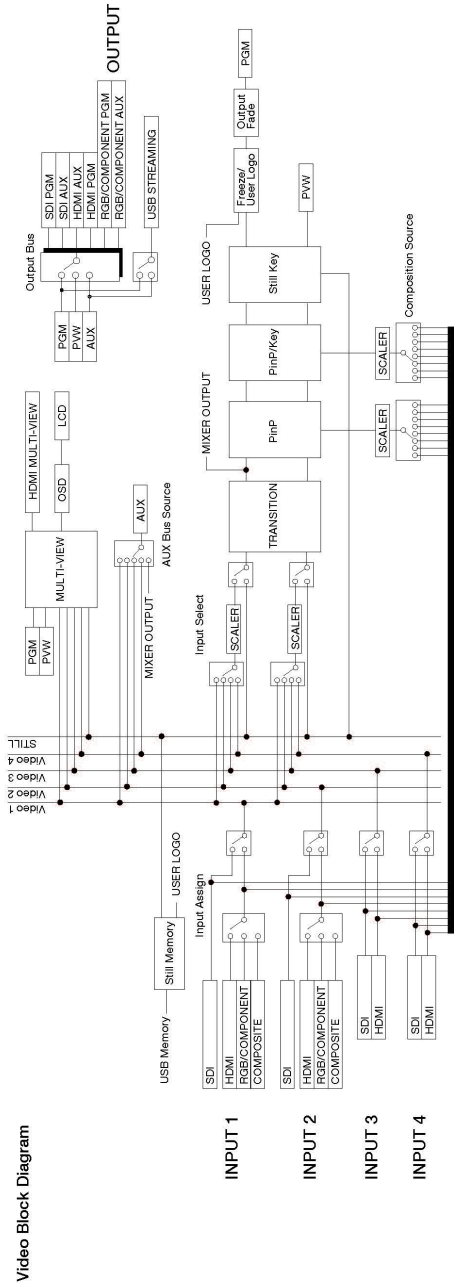 Video Block Diagram
INPUT 1
SDI
HDMI
RGB/COMPONENT
COMPOSITE
INPUT 2
SDI
HDMI
RGB/COMPONENT
COMPOSITE
INPUT 3
SDI
HDMI
INPUT 4
SDI
HDMI
Input Assign
USB Memory
Still Memory
USER LOGO
Video 1
Video 2
Video 3
Video 4
STILL
PGM
PVW
MULTI-VIEW
HDMI MULTI-VIEW
OSD
LCD
MIXER OUTPUT
AUX
AUX Bus Source
Input Select
SCALER
SCALER
TRANSITION
MIXER OUTPUT
PinP
PinP/Key
Still Key
USER LOGO
Freeze/
User Logo
Output
Fade
PGM
PVW
SCALER
SCALER
Composition Source
PGM
PVW
AUX
Output Bus
SDI PGM
SDI AUX
HDMI AUX
HDMI PGM
RGB/COMPONENT PGM
RGB/COMPONENT AUX
USB STREAMING
OUTPUT